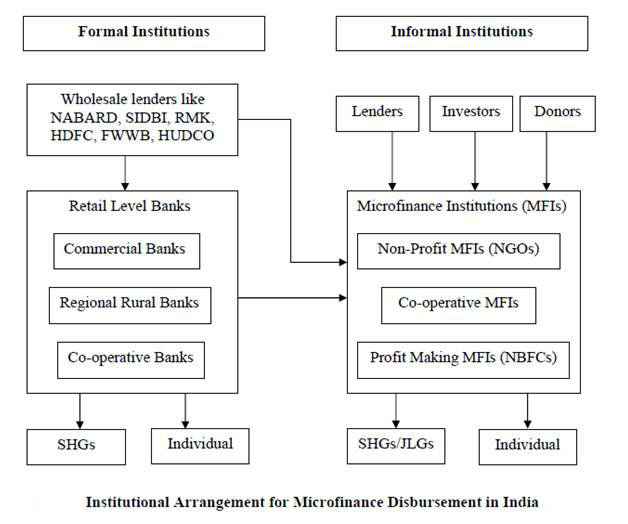 Formal Institutions
Informal Institutions
Wholesale lenders like
NABARD, SIDBI, RMK,
HDFC, FWWB, HUDCO
Lenders
Investors
Donors
Retail Level Banks
Commercial Banks
Regional Rural Banks
Co-operative Banks
Microfinance Institutions (MFIs)
Non-Profit MFIs (NGOs)
Co-operative MFIs
Profit Making MFIs (NBFCs)
SHGs
Individual
SHGs/JLGs
Individual
Institutional Arrangement for Microfinance Disbursement in India